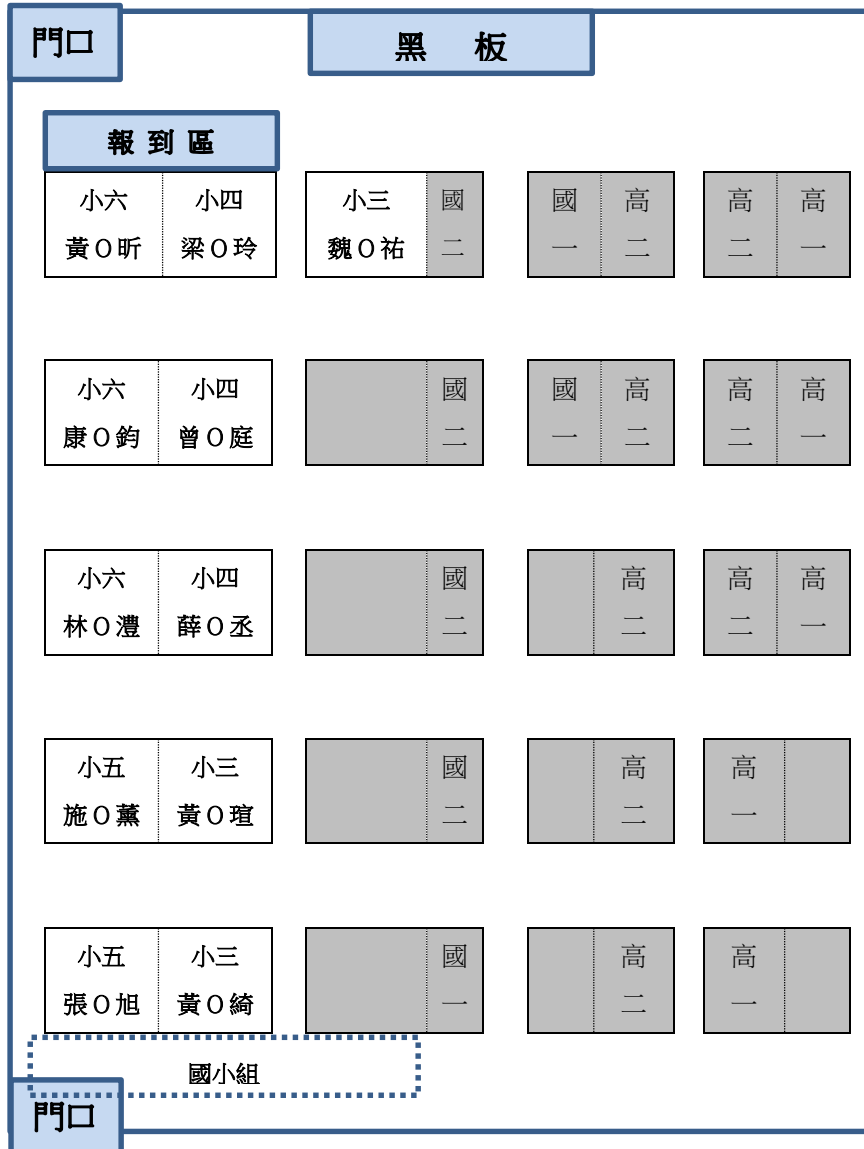 門口
黑 板
報 到 區
小六 小四 小三 國 國 高 高 高
黃O昕 梁O玲 魏O祐 二 一 二 二 一
小六 小四 國 國 高 高 高
康O鈞 曾O庭 二 一 二 二 一
小六 小四 國 高 高 高
林O澧 薛O丞 二 二 二 一
小五 小三 國 高 高
施O薰 黃O瑄 二 二 一
小五 小三 國 高 高
張O旭 黃O綺 一 二 一
國小組
門口